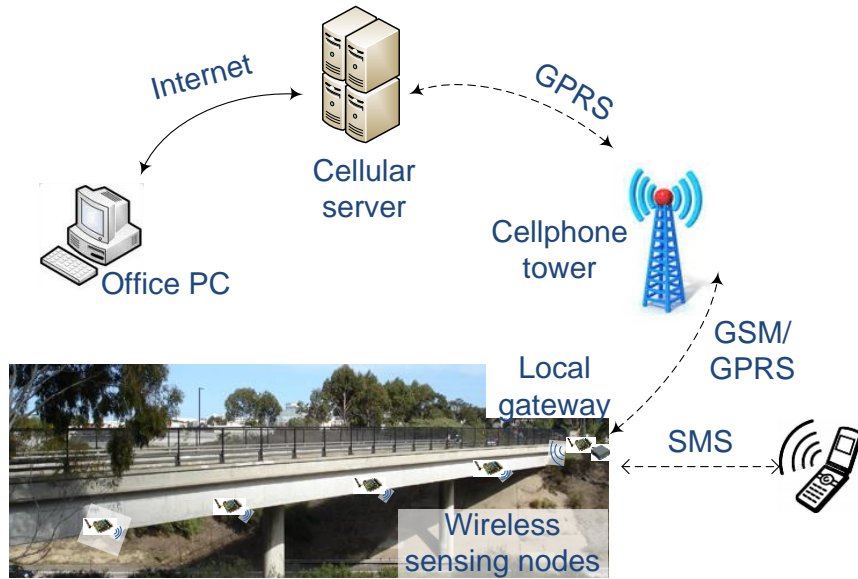 Internet
GPRS
Cellular
server
Cellphone
tower
Office PC
GSM/
GPRS
Local
gateway
SMS
Wireless
sensing nodes